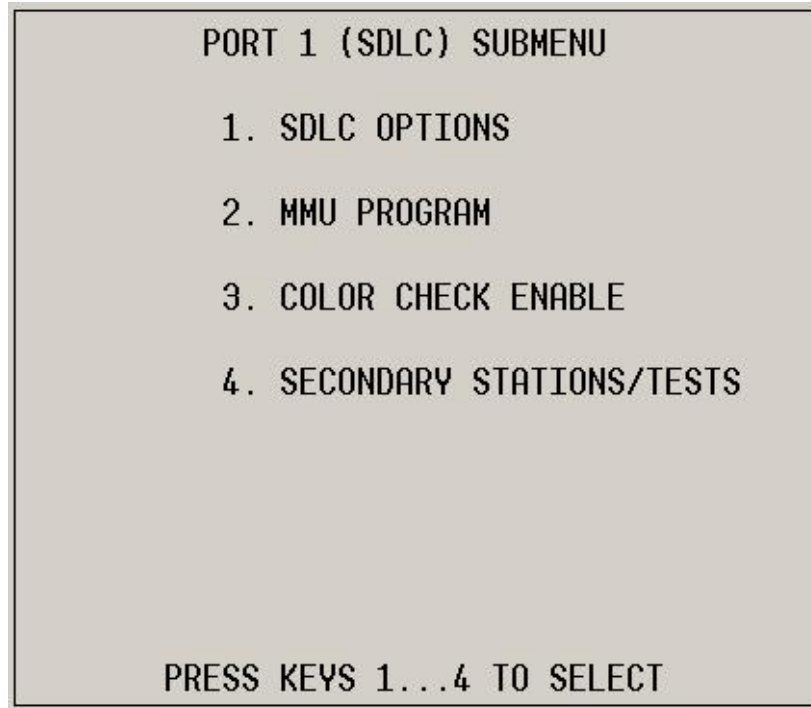 PORT 1 (SDLC) SUBMENU
1. SDLC OPTIONS
2. MMU PROGRAM
3. COLOR CHECK ENABLE
4. SECONDARY STATIONS/TESTS
PRESS KEYS 1...4 TO SELECT